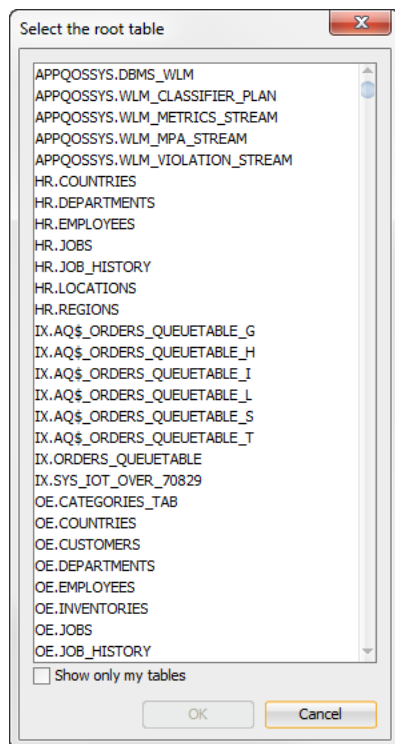 Select the root table
APPQOSSYS.DBMS_WLM
APPQOSSYS.WLM_CLASSIFIER_PLAN
APPQOSSYS.WLM_METRICS_STREAM
APPQOSSYS.WLM_MPA_STREAM
APPQOSSYS.WLM_VIOLATION_STREAM
HR.COUNTRIES
HR.DEPARTMENTS
HR.EMPLOYEES
HR.JOBS
HR.JOB_HISTORY
HR.LOCATIONS
HR.REGIONS
IX.AQ$_ORDERS_QUEUETABLE_G
IX.AQ$_ORDERS_QUEUETABLE_H
IX.AQ$_ORDERS_QUEUETABLE_I
IX.AQ$_ORDERS_QUEUETABLE_L
IX.AQ$_ORDERS_QUEUETABLE_S
IX.AQ$_ORDERS_QUEUETABLE_T
IX.ORDERS_QUEUETABLE
IX.SYS_IOT_OVER_70829
OE.CATEGORIES_TAB
OE.COUNTRIES
OE.CUSTOMERS
OE.DEPARTMENTS
OE.EMPLOYEES
OE.INVENTORIES
OE.JOBS
OE.JOB_HISTORY
Show only my tables
OK Cancel